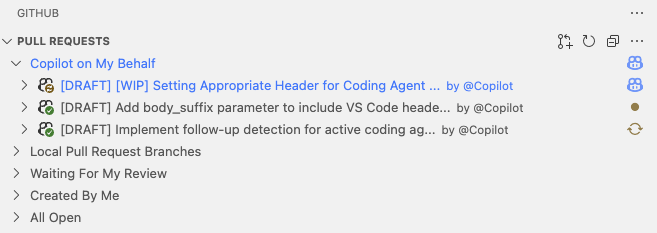 GITHUB
PULL REQUESTS
Copilot on My Behalf
[DRAFT] [WIP] Setting Appropriate Header for Coding Agent ... by @Copilot
[DRAFT] Add body_suffix parameter to include VS Code heade... by @Copilot
[DRAFT] Implement follow-up detection for active coding ag... by @Copilot
Local Pull Request Branches
Waiting For My Review
Created By Me
All Open